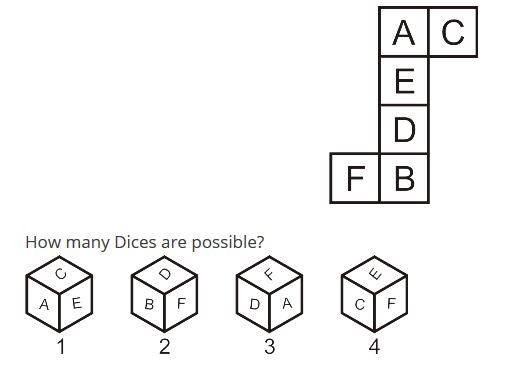 A C
E
D
F B
How many Dices are possible?
C D F E
A E B F D A C F
1 2 3 4